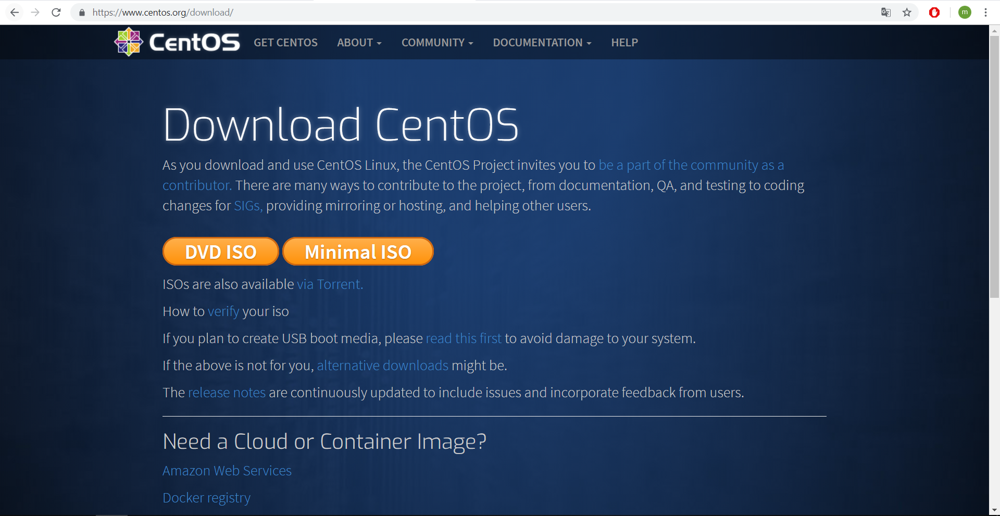 https://www.centos.org/download/
m
CentOS GET CENTOS ABOUT COMMUNITY DOCUMENTATION HELP
Download CentOS
As you download and use CentOS Linux, the CentOS Project invites you to be a part of the community as a
contributor. There are many ways to contribute to the project, from documentation, QA, and testing to coding
changes for SIGs, providing mirroring or hosting, and helping other users.
DVD ISO Minimal ISO
ISOs are also available via Torrent.
How to verify your iso
If you plan to create USB boot media, please read this first to avoid damage to your system.
If the above is not for you, alternative downloads might be.
The release notes are continuously updated to include issues and incorporate feedback from users.
Need a Cloud or Container Image?
Amazon Web Services
Docker registry